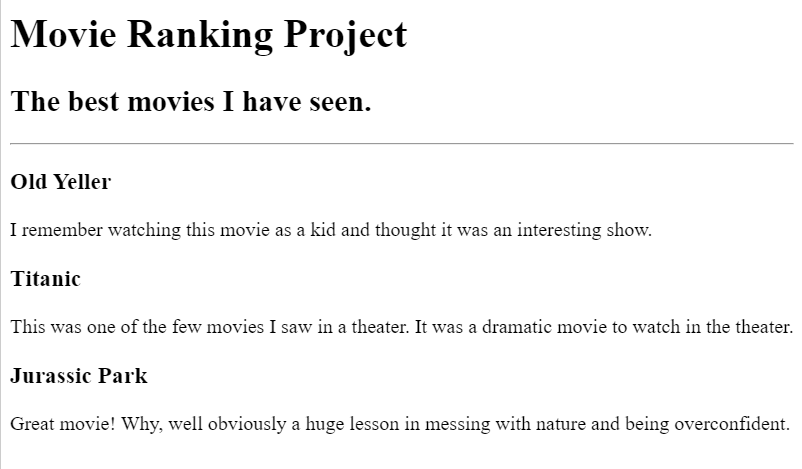 Movie Ranking Project
The best movies I have seen.
Old Yeller
I remember watching this movie as a kid and thought it was an interesting show.
Titanic
This was one of the few movies I saw in a theater. It was a dramatic movie to watch in the theater.
Jurassic Park
Great movie! Why, well obviously a huge lesson in messing with nature and being overconfident.